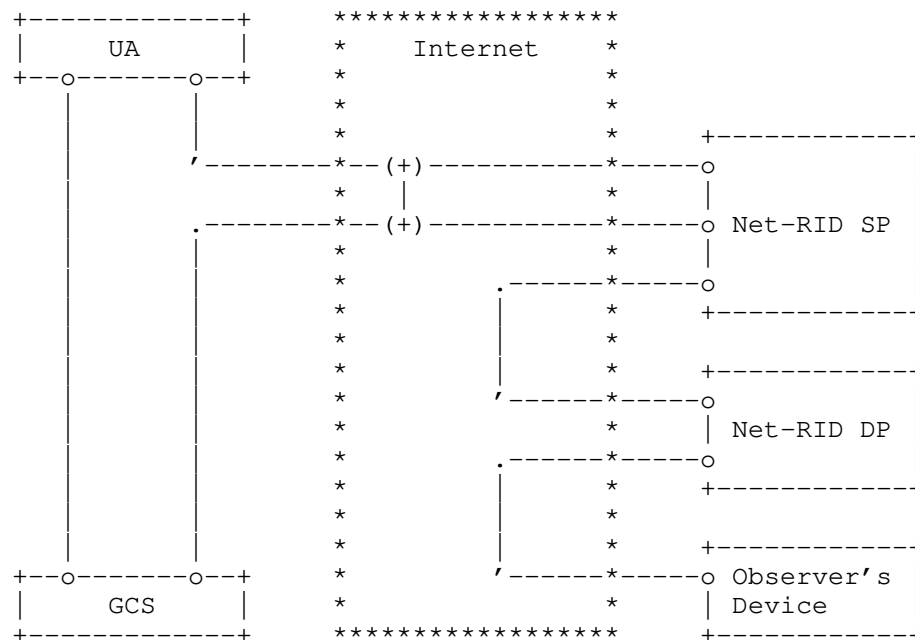 UA
Internet
Net-RID SP
Net-RID DP
Observer's
GCS
Device